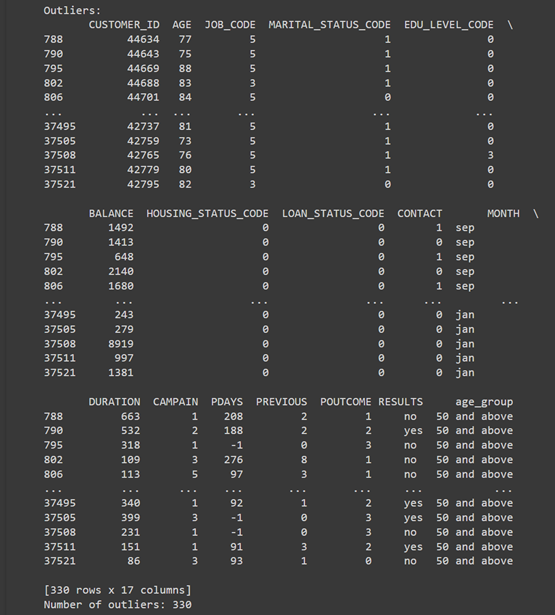 Outliers:
CUSTOMER_ID AGE JOB_CODE MARITAL_STATUS_CODE EDU_LEVEL_CODE \
788 44634 77 5 1 0
790 44643 75 5 1 0
795 44669 88 5 1 0
802 44688 83 3 1 0
806 44701 84 5 0 0
... ... ... ... ... ...
37495 42737 81 5 1 0
37505 42759 73 5 1 0
37508 42765 76 5 1 3
37511 42779 80 5 1 0
37521 42795 82 3 0 0
BALANCE HOUSING_STATUS_CODE LOAN_STATUS_CODE CONTACT MONTH \
788 1492 0 0 1 sep
790 1413 0 0 0 sep
795 648 0 0 1 sep
802 2140 0 0 0 sep
806 1680 0 0 1 sep
... ... ... ... ... ...
37495 243 0 0 0 jan
37505 279 0 0 0 jan
37508 8919 0 0 0 jan
37511 997 0 0 0 jan
37521 1381 0 0 0 jan
DURATION CAMPAIN PDAYS PREVIOUS POUTCOME RESULTS age_group
788 663 1 208 2 1 no 50 and above
790 532 2 188 2 2 yes 50 and above
795 318 1 -1 0 3 no 50 and above
802 109 3 276 8 1 no 50 and above
806 113 5 97 3 1 no 50 and above
... ... ... ... ... ... ... ...
37495 340 1 92 1 2 yes 50 and above
37505 399 3 -1 0 3 yes 50 and above
37508 231 1 -1 0 3 no 50 and above
37511 151 1 91 3 2 yes 50 and above
37521 86 3 93 1 0 no 50 and above
[330 rows x 17 columns]
Number of outliers: 330